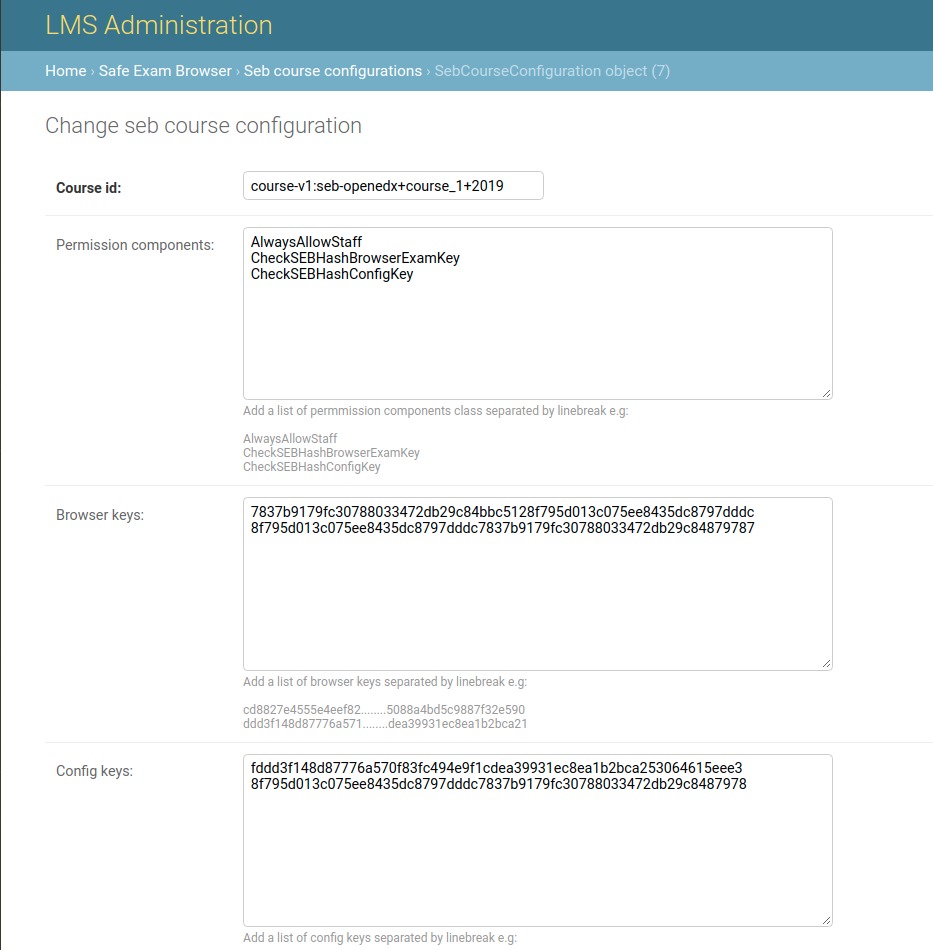 LMS Administration
Home › Safe Exam Browser › Seb course configurations › SebCourseConfiguration object (7)
Change seb course configuration
Course id:
course-v1:seb-openedx+course_1+2019
Permission components:
AlwaysAllowStaff
CheckSEBHashBrowserExamKey
CheckSEBHashConfigKey
Add a list of permmission components class separated by linebreak e.g:
AlwaysAllowStaff
CheckSEBHashBrowserExamKey
CheckSEBHashConfigKey
Browser keys:
7837b9179fc30788033472db29c84bbc5128f795d013c075ee8435dc8797dddc
8f795d013c075ee8435dc8797dddc7837b9179fc30788033472db29c84879787
Add a list of browser keys separated by linebreak e.g:
cd8827e4555e4eef82........5088a4bd5c9887f32e590
ddd3f148d87776a571........dea39931ec8ea1b2bca21
Config keys:
fddd3f148d87776a570f83fc494e9f1cdea39931ec8ea1b2bca253064615eee3
8f795d013c075ee8435dc8797dddc7837b9179fc30788033472db29c8487978
Add a list of config keys separated by linebreak e.g: